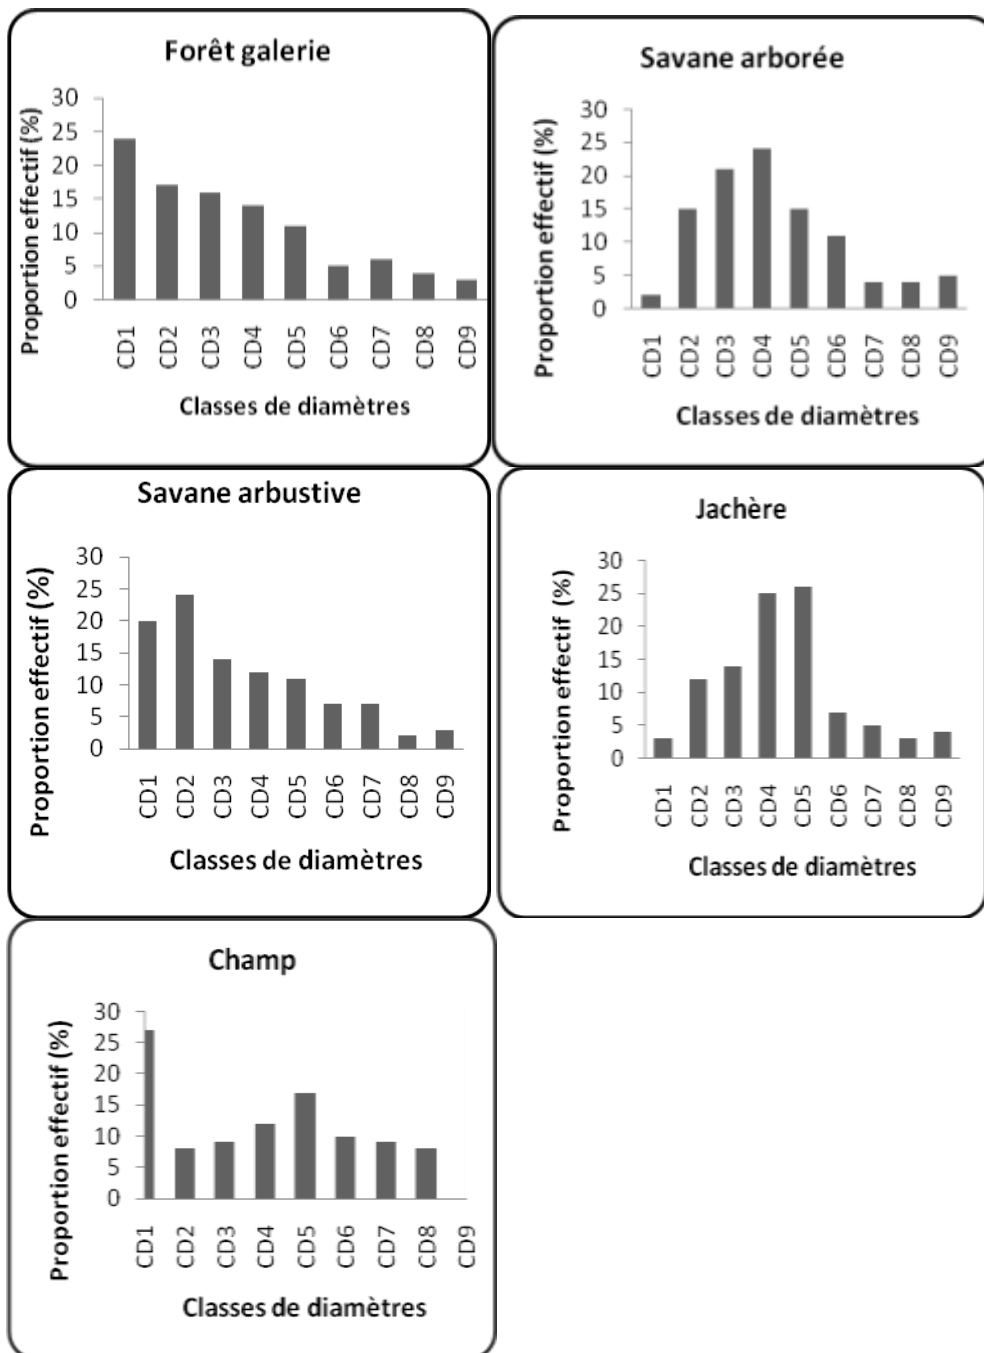 Forêt galerie
Proportion effectif (%)
30
25
20
15
10
5
0
CD1 CD2 CD3 CD4 CD5 CD6 CD7 CD8 CD9
Classes de diamètres
Savane arborée
Proportion effectif (%)
30
25
20
15
10
5
0
CD1 CD2 CD3 CD4 CD5 CD6 CD7 CD8 CD9
Classes de diamètres
Savane arbustive
Proportion effectif (%)
30
25
20
15
10
5
0
CD1 CD2 CD3 CD4 CD5 CD6 CD7 CD8 CD9
Classes de diamètres
Jachère
Proportion effectif (%)
30
25
20
15
10
5
0
CD1 CD2 CD3 CD4 CD5 CD6 CD7 CD8 CD9
Classes de diamètres
Champ
Proportion effectif (%)
30
25
20
15
10
5
0
CD1 CD2 CD3 CD4 CD5 CD6 CD7 CD8 CD9
Classes de diamètres